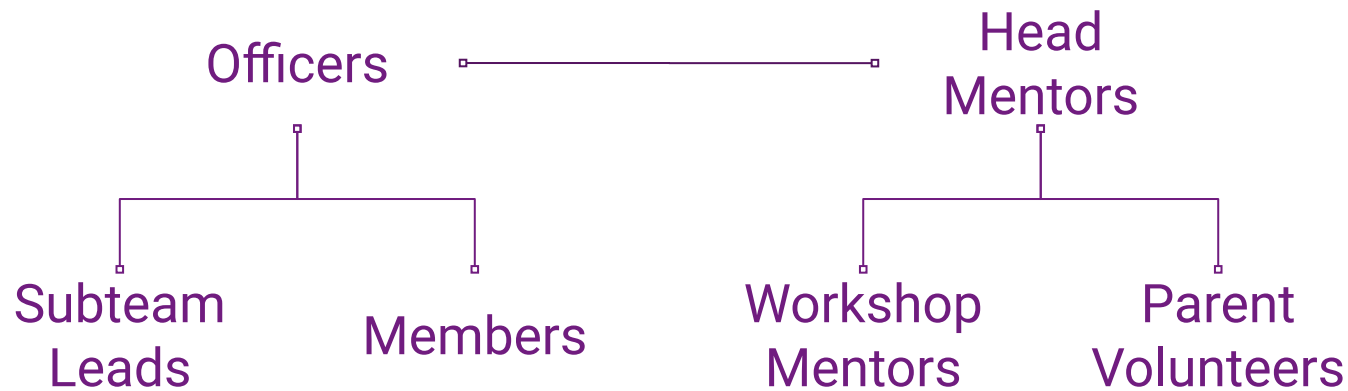 Officers
Head
Mentors
Subteam
Leads
Members
Workshop
Mentors
Parent
Volunteers